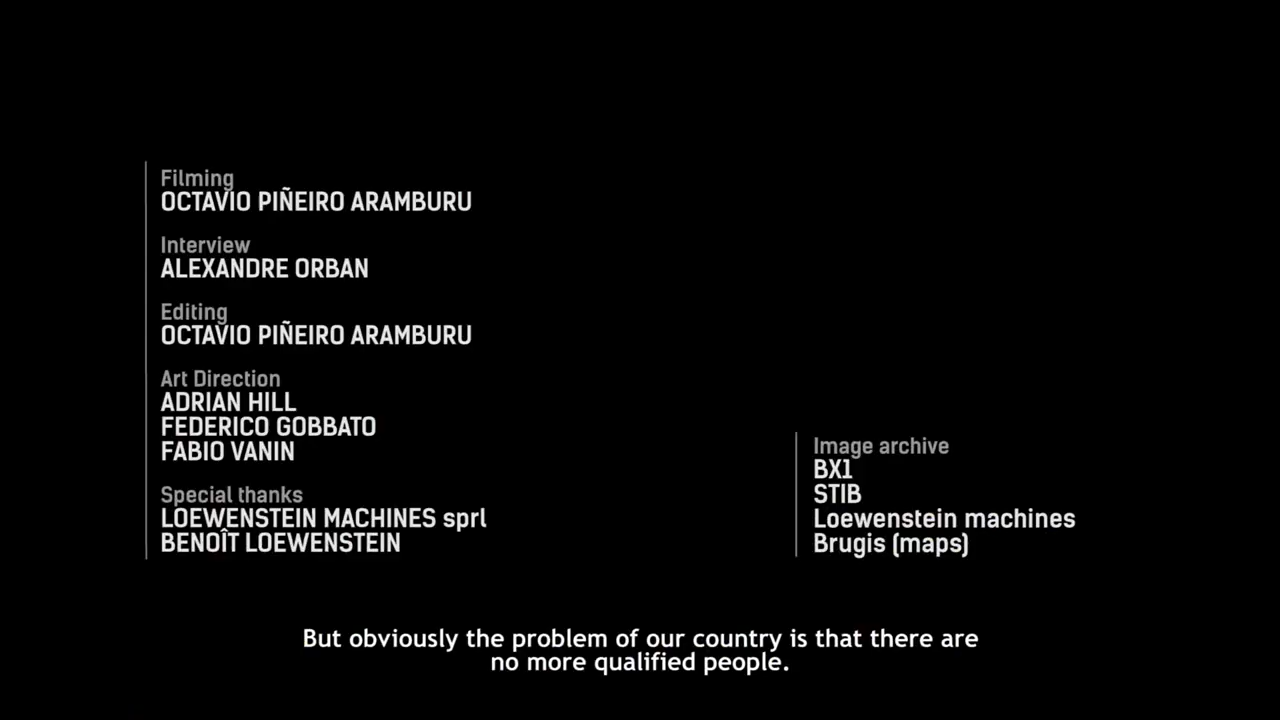 Filming
OCTAVIO PIÑEIRO ARAMBURU
Interview
ALEXANDRE ORBAN
Editing
OCTAVIO PIÑEIRO ARAMBURU
Art Direction
ADRIAN HILL
FEDERICO GOBBATO
FABIO VANIN
Special thanks
LOEWENSTEIN MACHINES sprl
BENOÎT LOEWENSTEIN
Image archive
BX1
STIB
Loewenstein machines
Brugis (maps)
But obviously the problem of our country is that there are
no more qualified people.